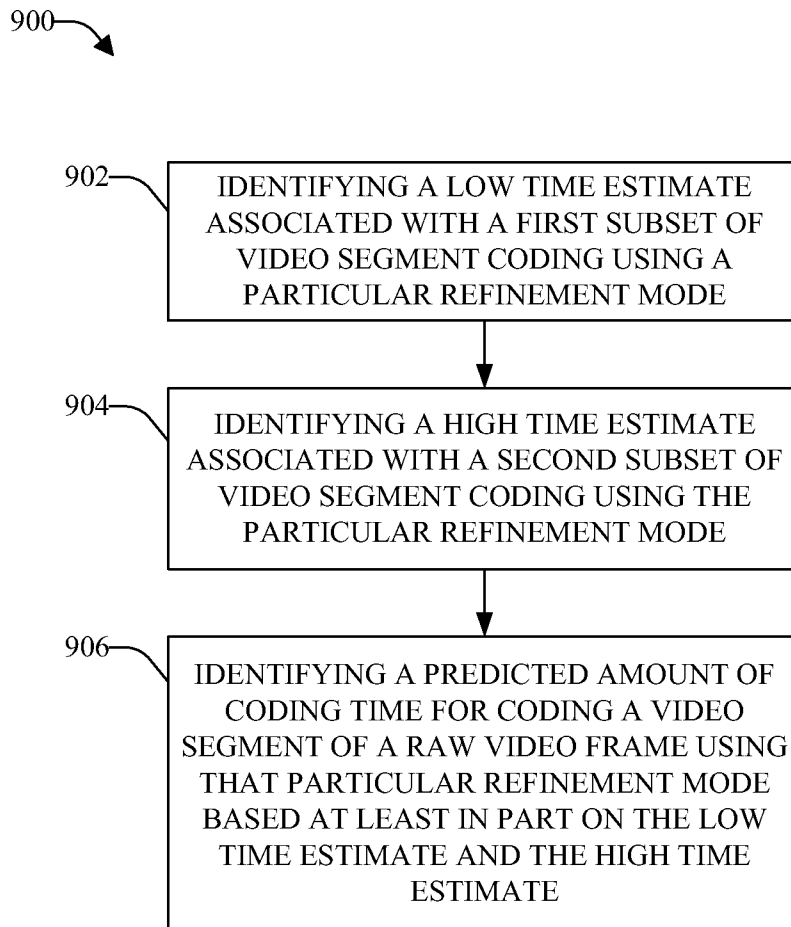 900
902
IDENTIFYING A LOW TIME ESTIMATE
ASSOCIATED WITH A FIRST SUBSET OF
VIDEO SEGMENT CODING USING A
PARTICULAR REFINEMENT MODE
904
IDENTIFYING A HIGH TIME ESTIMATE
ASSOCIATED WITH A SECOND SUBSET OF
VIDEO SEGMENT CODING USING THE
PARTICULAR REFINEMENT MODE
906
IDENTIFYING A PREDICTED AMOUNT OF
CODING TIME FOR CODING A VIDEO
SEGMENT OF A RAW VIDEO FRAME USING
THAT PARTICULAR REFINEMENT MODE
BASED AT LEAST IN PART ON THE LOW
TIME ESTIMATE AND THE HIGH TIME
ESTIMATE